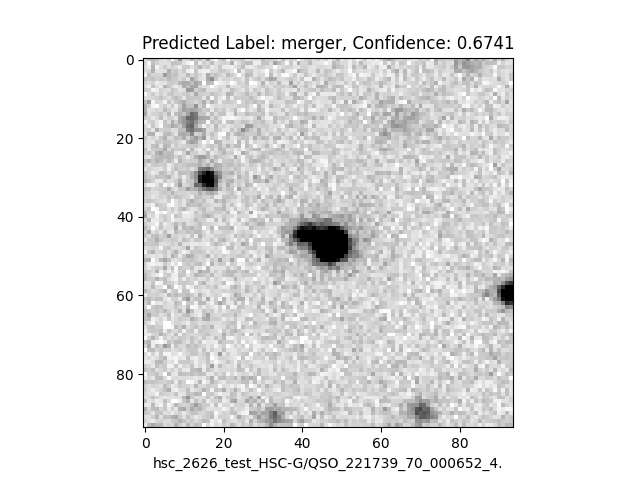 Predicted Label: merger, Confidence: 0.6741
0
20
40
60
80
0 20 40 60 80
hsc_2626_test_HSC-G/QSO_221739_70_000652_4.